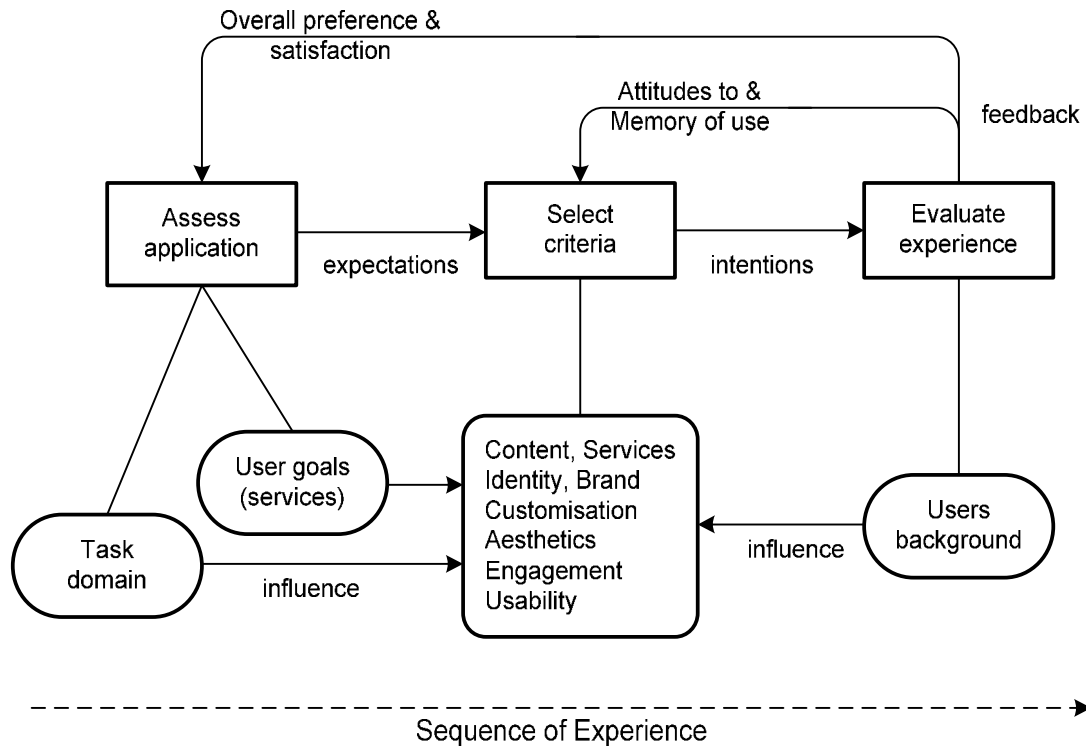 Overall preference &
satisfaction
Attitudes to &
Memory of use
feedback
Assess
application
expectations
Select
criteria
intentions
Evaluate
experience
User goals
(services)
Content, Services
Identity, Brand
Customisation
Aesthetics
Engagement
Usability
Users
background
influence
Task
domain
influence
Sequence of Experience